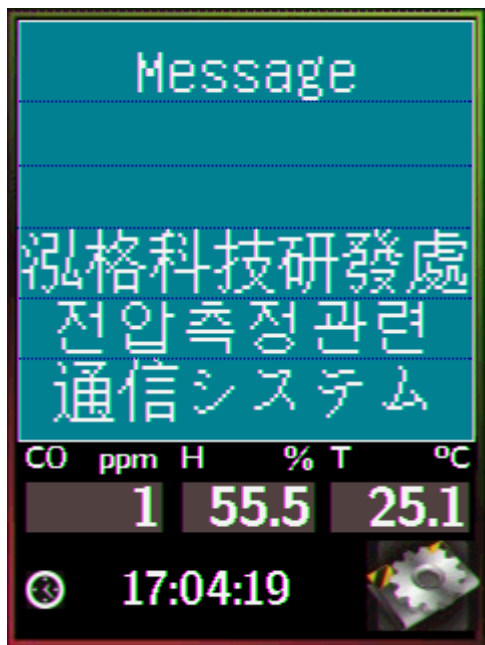 Message
泓格科技研發處
전압측정관련
通信システム
CO ppm H % T ºC
1 55.5 25.1
17:04:19